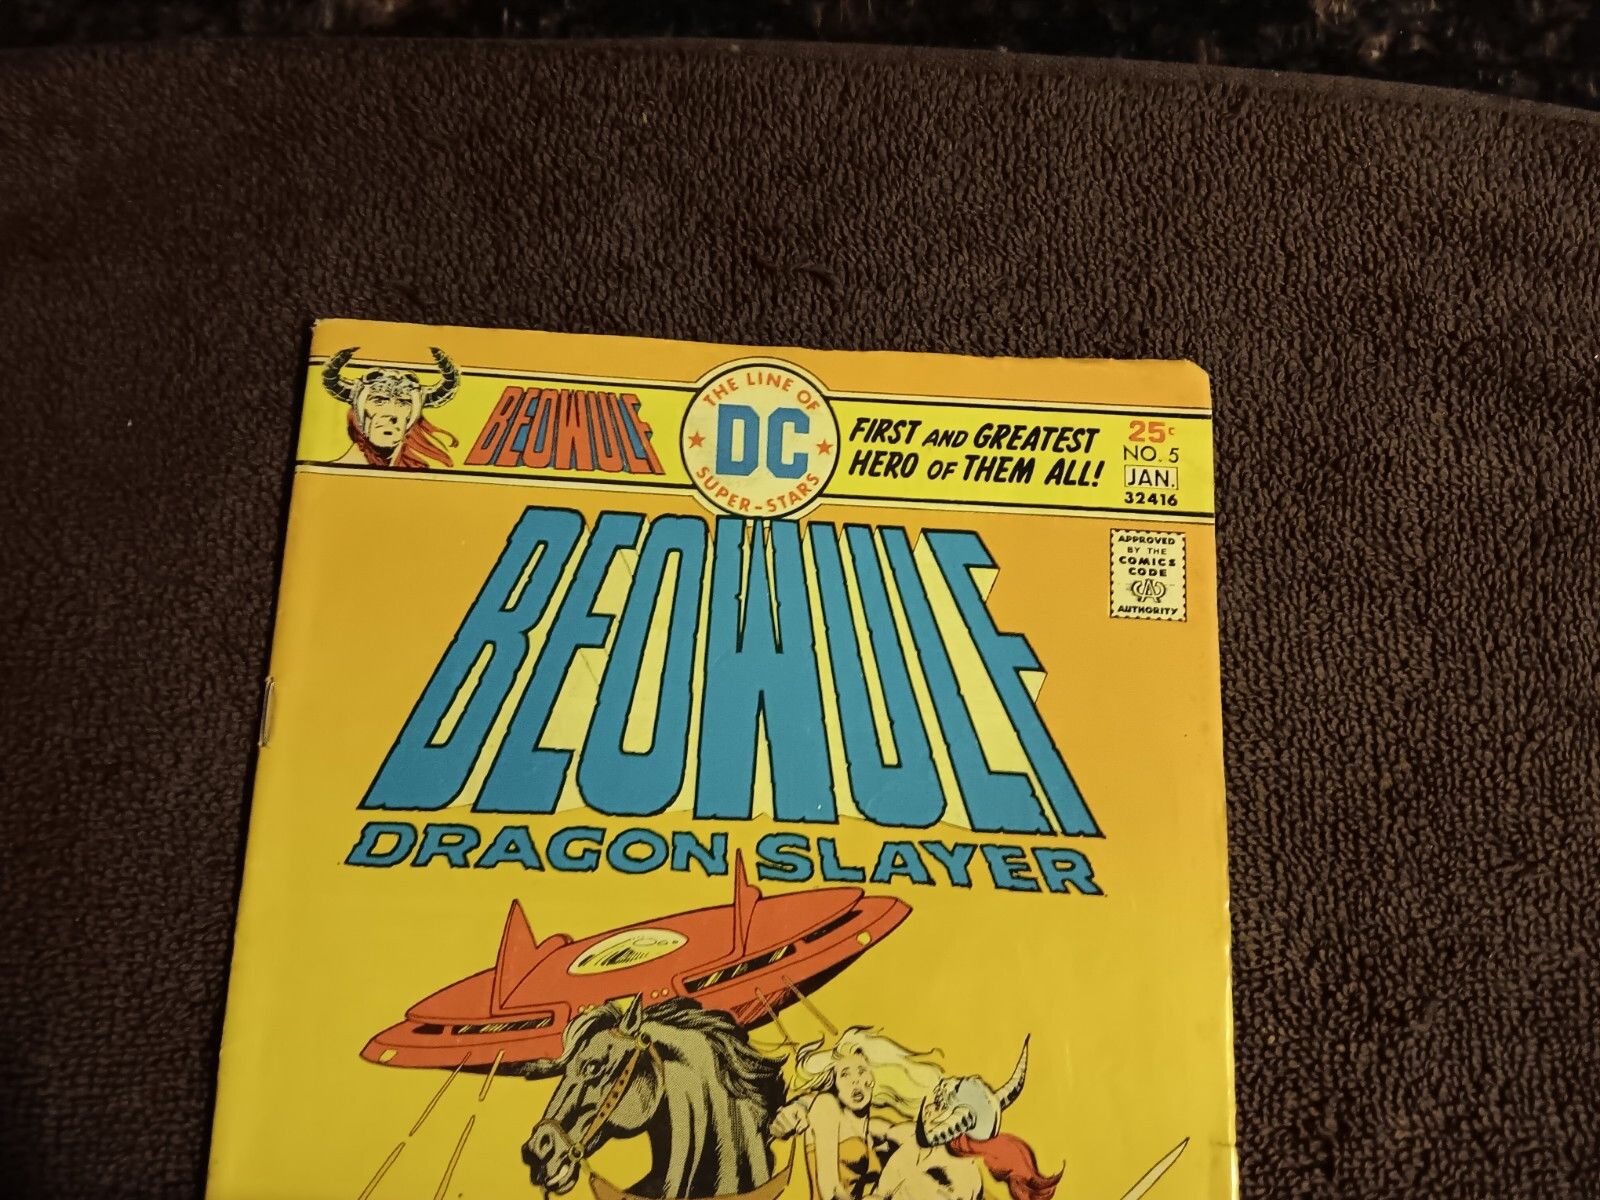 BEOWULF
THE LINE OF
DC
SUPER-STARS
FIRST AND GREATEST
HERO OF THEM ALL!
25¢
NO. 5
JAN.
32416
APPROVED
BY THE
COMICS
CODE
CA
AUTHORITY
BEOWULF
DRAGON SLAYER